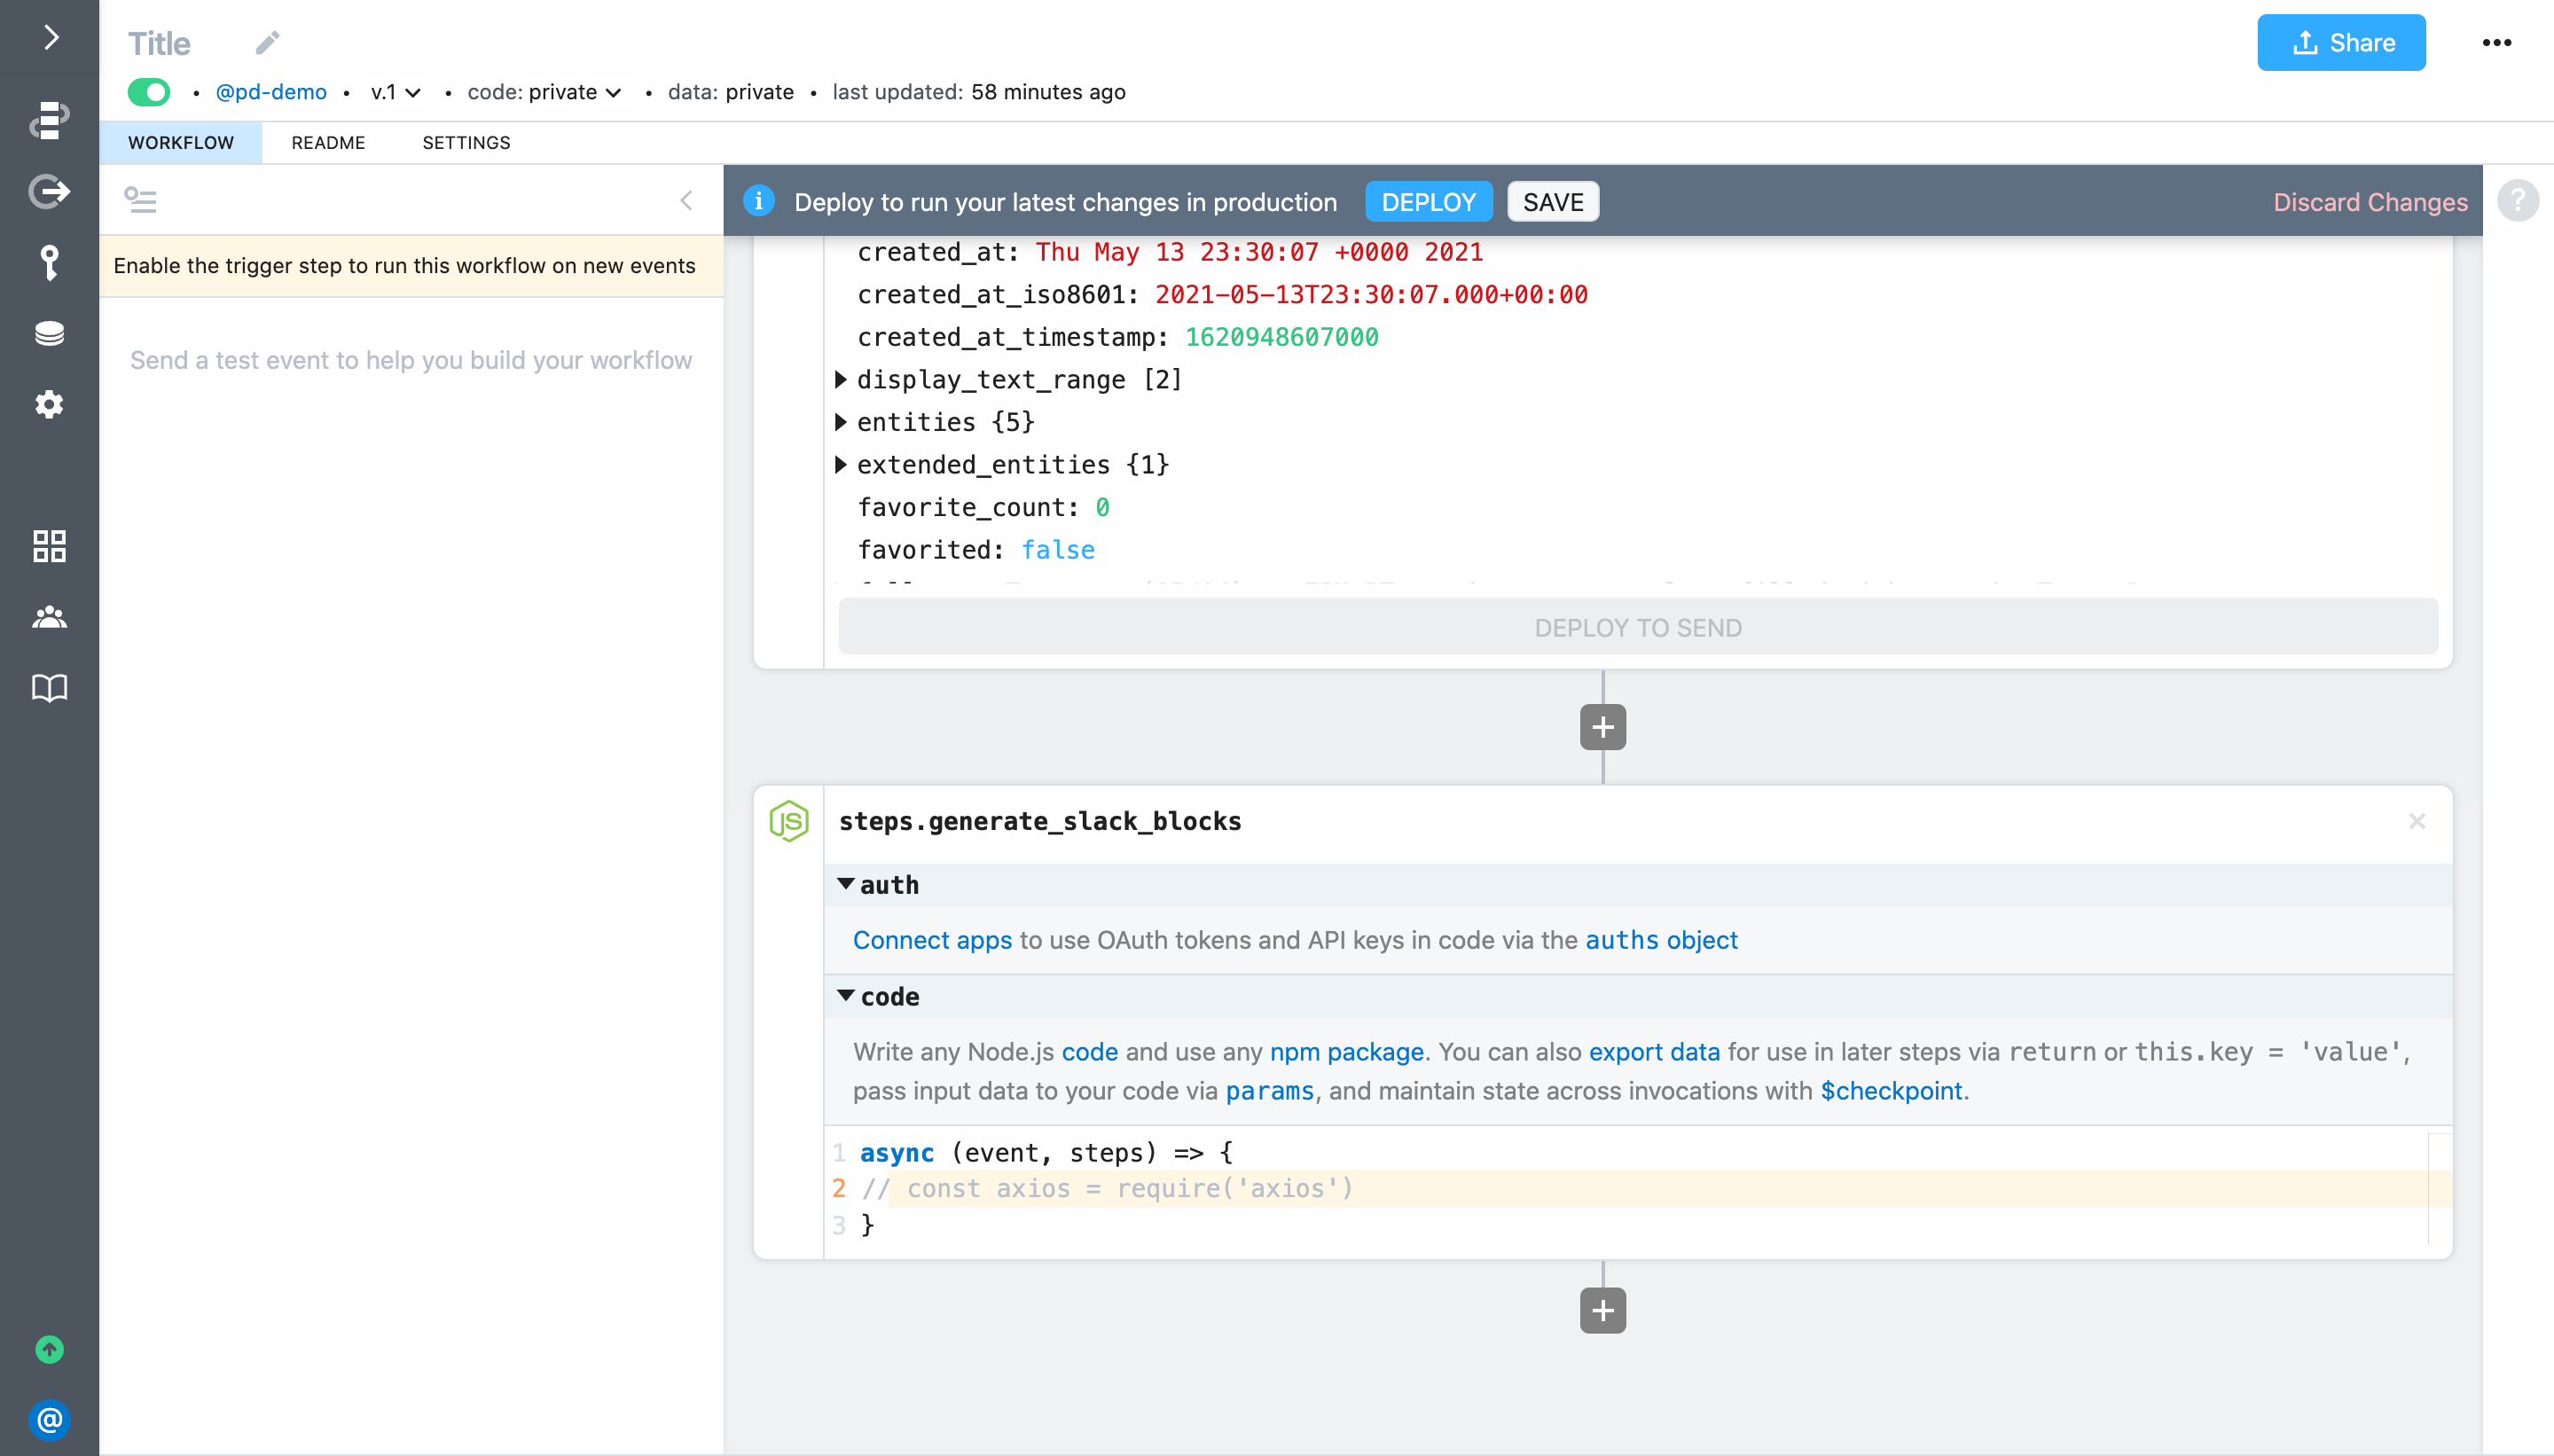 Title
Share
@pd-demo • v.1 • code: private • data: private • last updated: 58 minutes ago
WORKFLOW README SETTINGS
Deploy to run your latest changes in production DEPLOY SAVE Discard Changes
Enable the trigger step to run this workflow on new events
Send a test event to help you build your workflow
created_at: Thu May 13 23:30:07 +0000 2021
created_at_iso8601: 2021-05-13T23:30:07.000+00:00
created_at_timestamp: 1620948607000
display_text_range [2]
entities {5}
extended_entities {1}
favorite_count: 0
favorited: false
DEPLOY TO SEND
steps.generate_slack_blocks
auth
Connect apps to use OAuth tokens and API keys in code via the auths object
code
Write any Node.js code and use any npm package. You can also export data for use in later steps via return or this.key = 'value',
pass input data to your code via params, and maintain state across invocations with $checkpoint.
1 async (event, steps) => {
2 // const axios = require('axios')
3 }